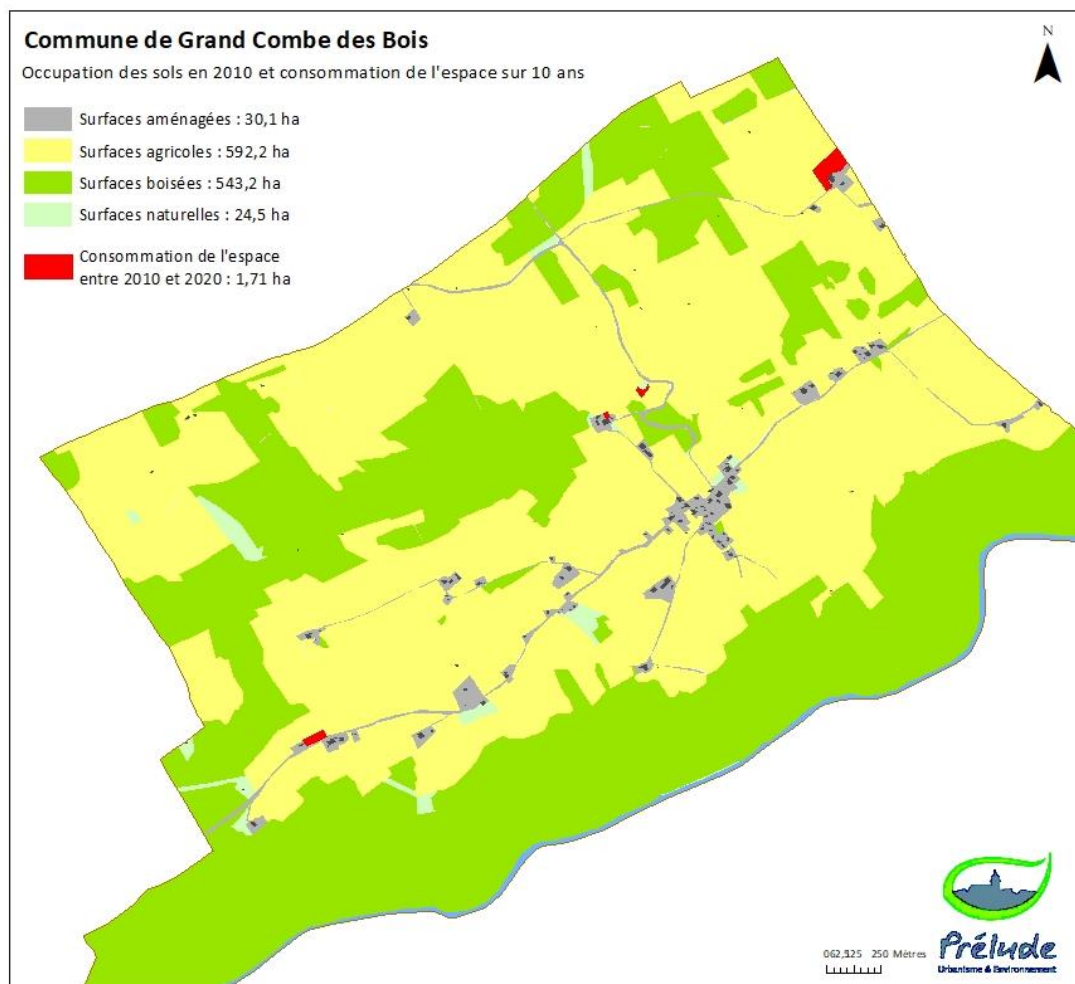 Commune de Grand Combe des Bois
Occupation des sols en 2010 et consommation de l'espace sur 10 ans
Surfaces aménagées : 30,1 ha
Surfaces agricoles : 592,2 ha
Surfaces boisées : 543,2 ha
Surfaces naturelles : 24,5 ha
Consommation de l'espace
entre 2010 et 2020 : 1,71 ha
N
Prélude
Urbanisme & Environnement
250 Mètres